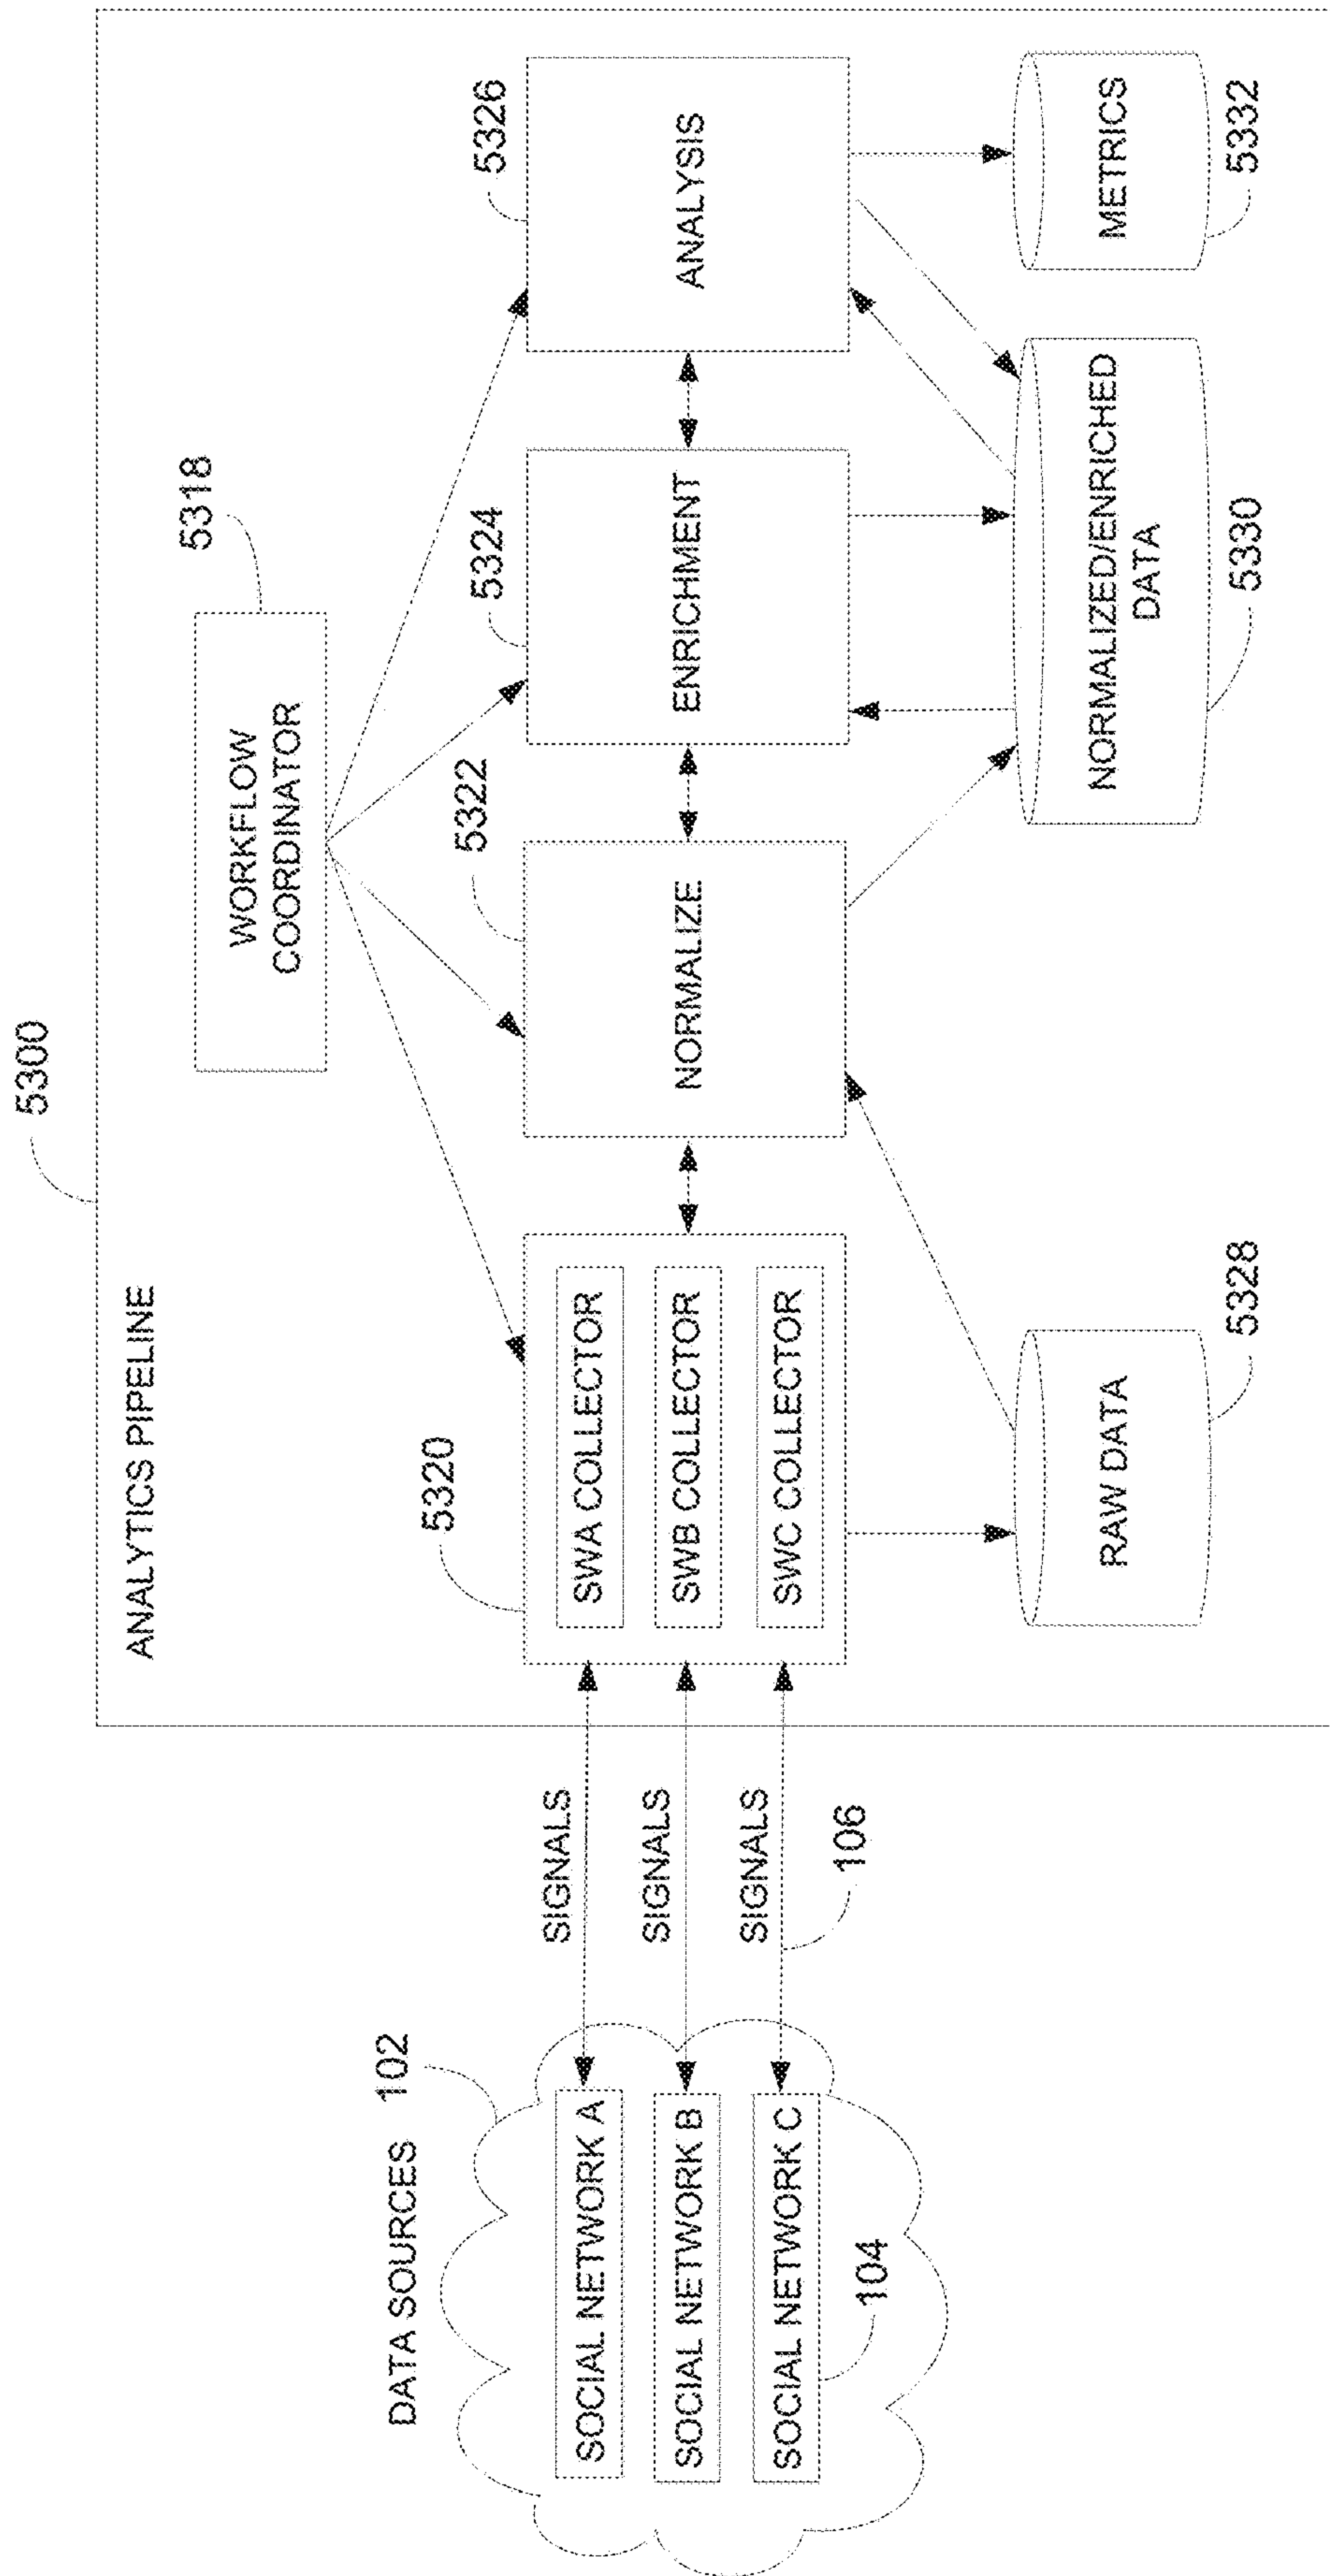 5300
ANALYTICS PIPELINE
WORKFLOW
COORDINATOR
5318
DATA SOURCES 102
SOCIAL NETWORK A
SOCIAL NETWORK B
SOCIAL NETWORK C
104
SIGNALS
SIGNALS
SIGNALS
106
5320
SWA COLLECTOR
SWB COLLECTOR
SWC COLLECTOR
5322
NORMALIZE
5324
ENRICHMENT
5326
ANALYSIS
RAW DATA
5328
NORMALIZED/ENRICHED
DATA
5330
METRICS
5332